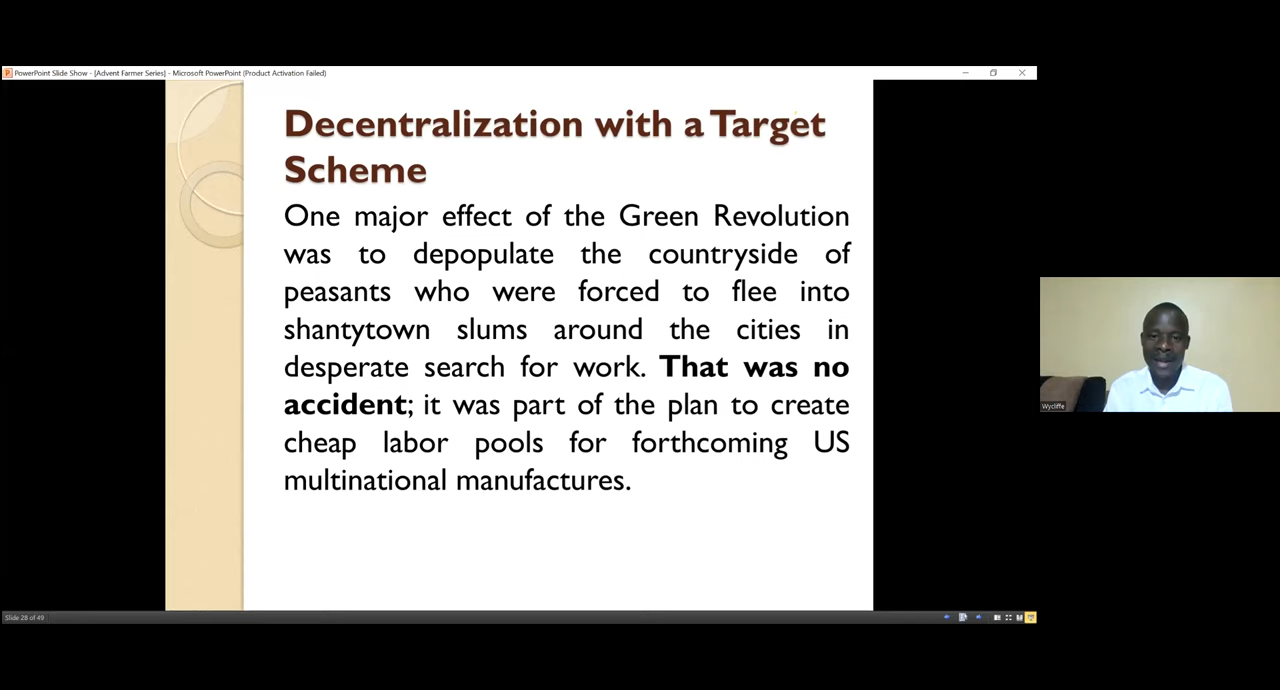 PowerPoint Slide Show - [Advent Farmer Series] - Microsoft PowerPoint (Product Activation Failed)
Decentralization with a Target
Scheme
One major effect of the Green Revolution
was to depopulate the countryside of
peasants who were forced to flee into
shantytown slums around the cities in
desperate search for work. That was no
accident; it was part of the plan to create
cheap labor pools for forthcoming US
multinational manufactures.
Wycliffe
Slide 28 of 49